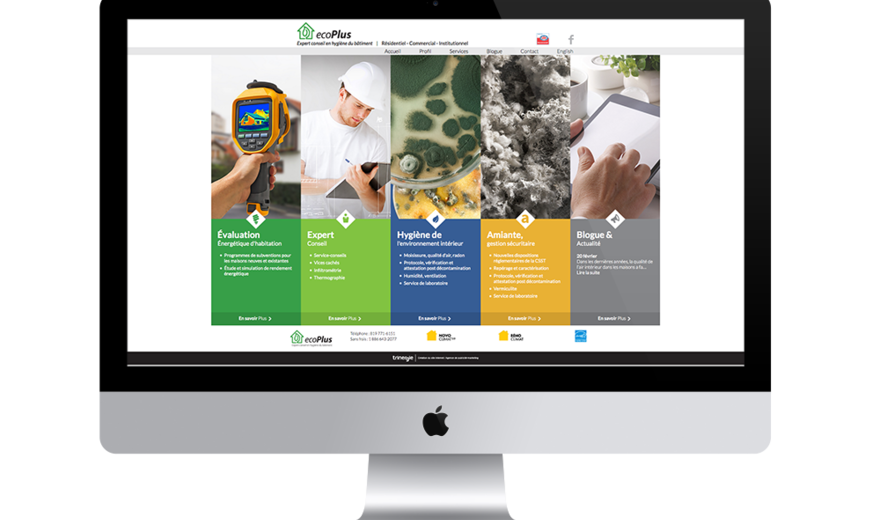 ecoPlus
Expert conseil en hygiène du bâtiment | Résidentiel - Commercial - Institutionnel
Accueil Profil Services Blogue Contact English
Évaluation
Énergétique d'habitation
• Programmes de subventions pour
les maisons neuves et existantes
• Étude et simulation du rendement
énergétique
En savoir Plus
Expert
Conseil
• Service-conseils
• Vices cachés
• Infiltrométrie
• Thermographie
En savoir Plus
Hygiène de
l'environnement intérieur
• Moisissure, qualité d'air, radon
• Protocole, vérification et
attestation post décontamination
• Humidité, ventilation
• Service de laboratoire
En savoir Plus
a
Amiante,
gestion sécuritaire
• Nouvelles dispositions
réglementaires de la CSST
• Repérage et caractérisation
• Protocole, vérification et
attestation post décontamination
• Vermiculite
• Service de laboratoire
En savoir Plus
Blogue &
Actualité
20 février
Dans les dernières années, la qualité de
l'air intérieur dans les maisons a fa...
Lire la suite
En savoir Plus
ecoPlus
Téléphone : 819 771-6151
Sans frais : 1 866 643-2077
NOVO
CLIMAT
RÉNO
CLIMAT
trinergie